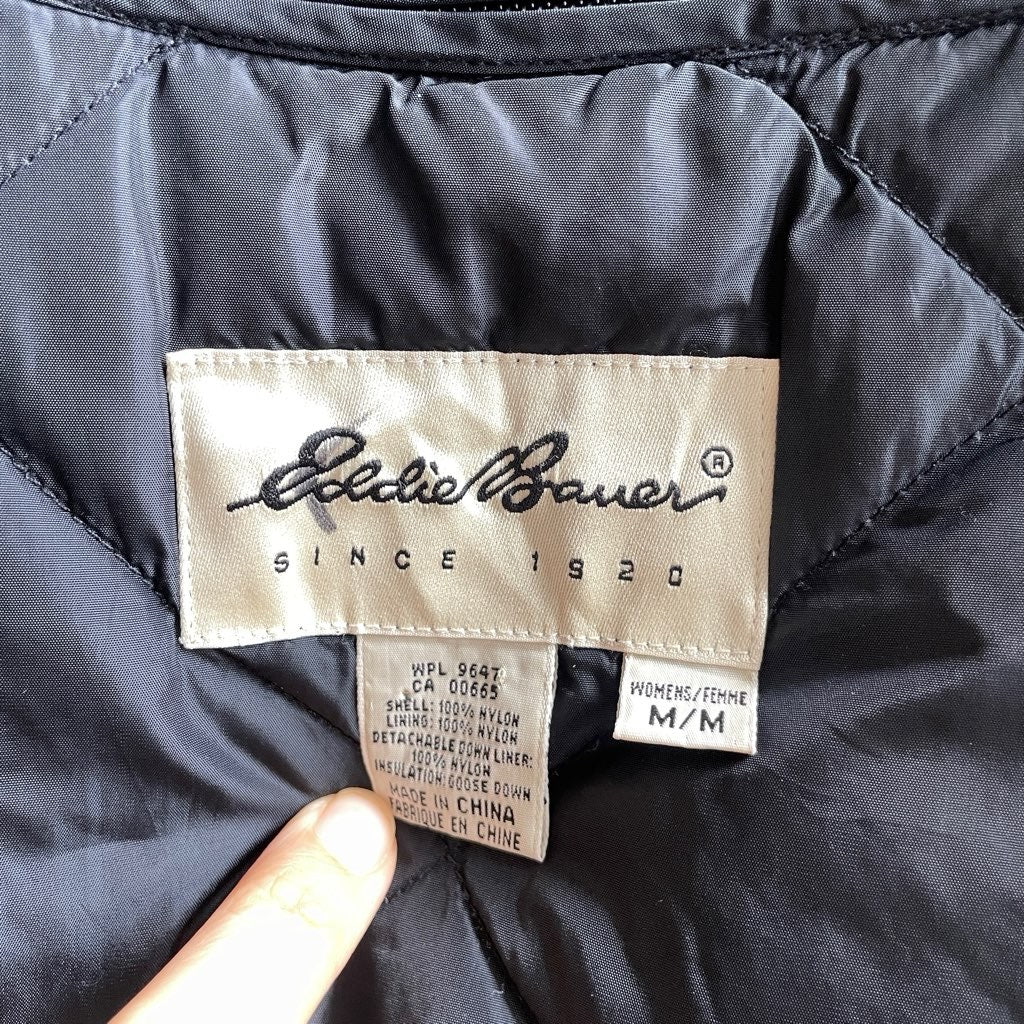 Eddie Bauer ®
SINCE 1920
WPL 9647
CA 00665
SHELL: 100% NYLON
LINING: 100% NYLON
DETACHABLE DOWN LINER:
100% NYLON
INSULATION: GOOSE DOWN
MADE IN CHINA
FABRIQUE EN CHINE
WOMENS/FEMME
M/M